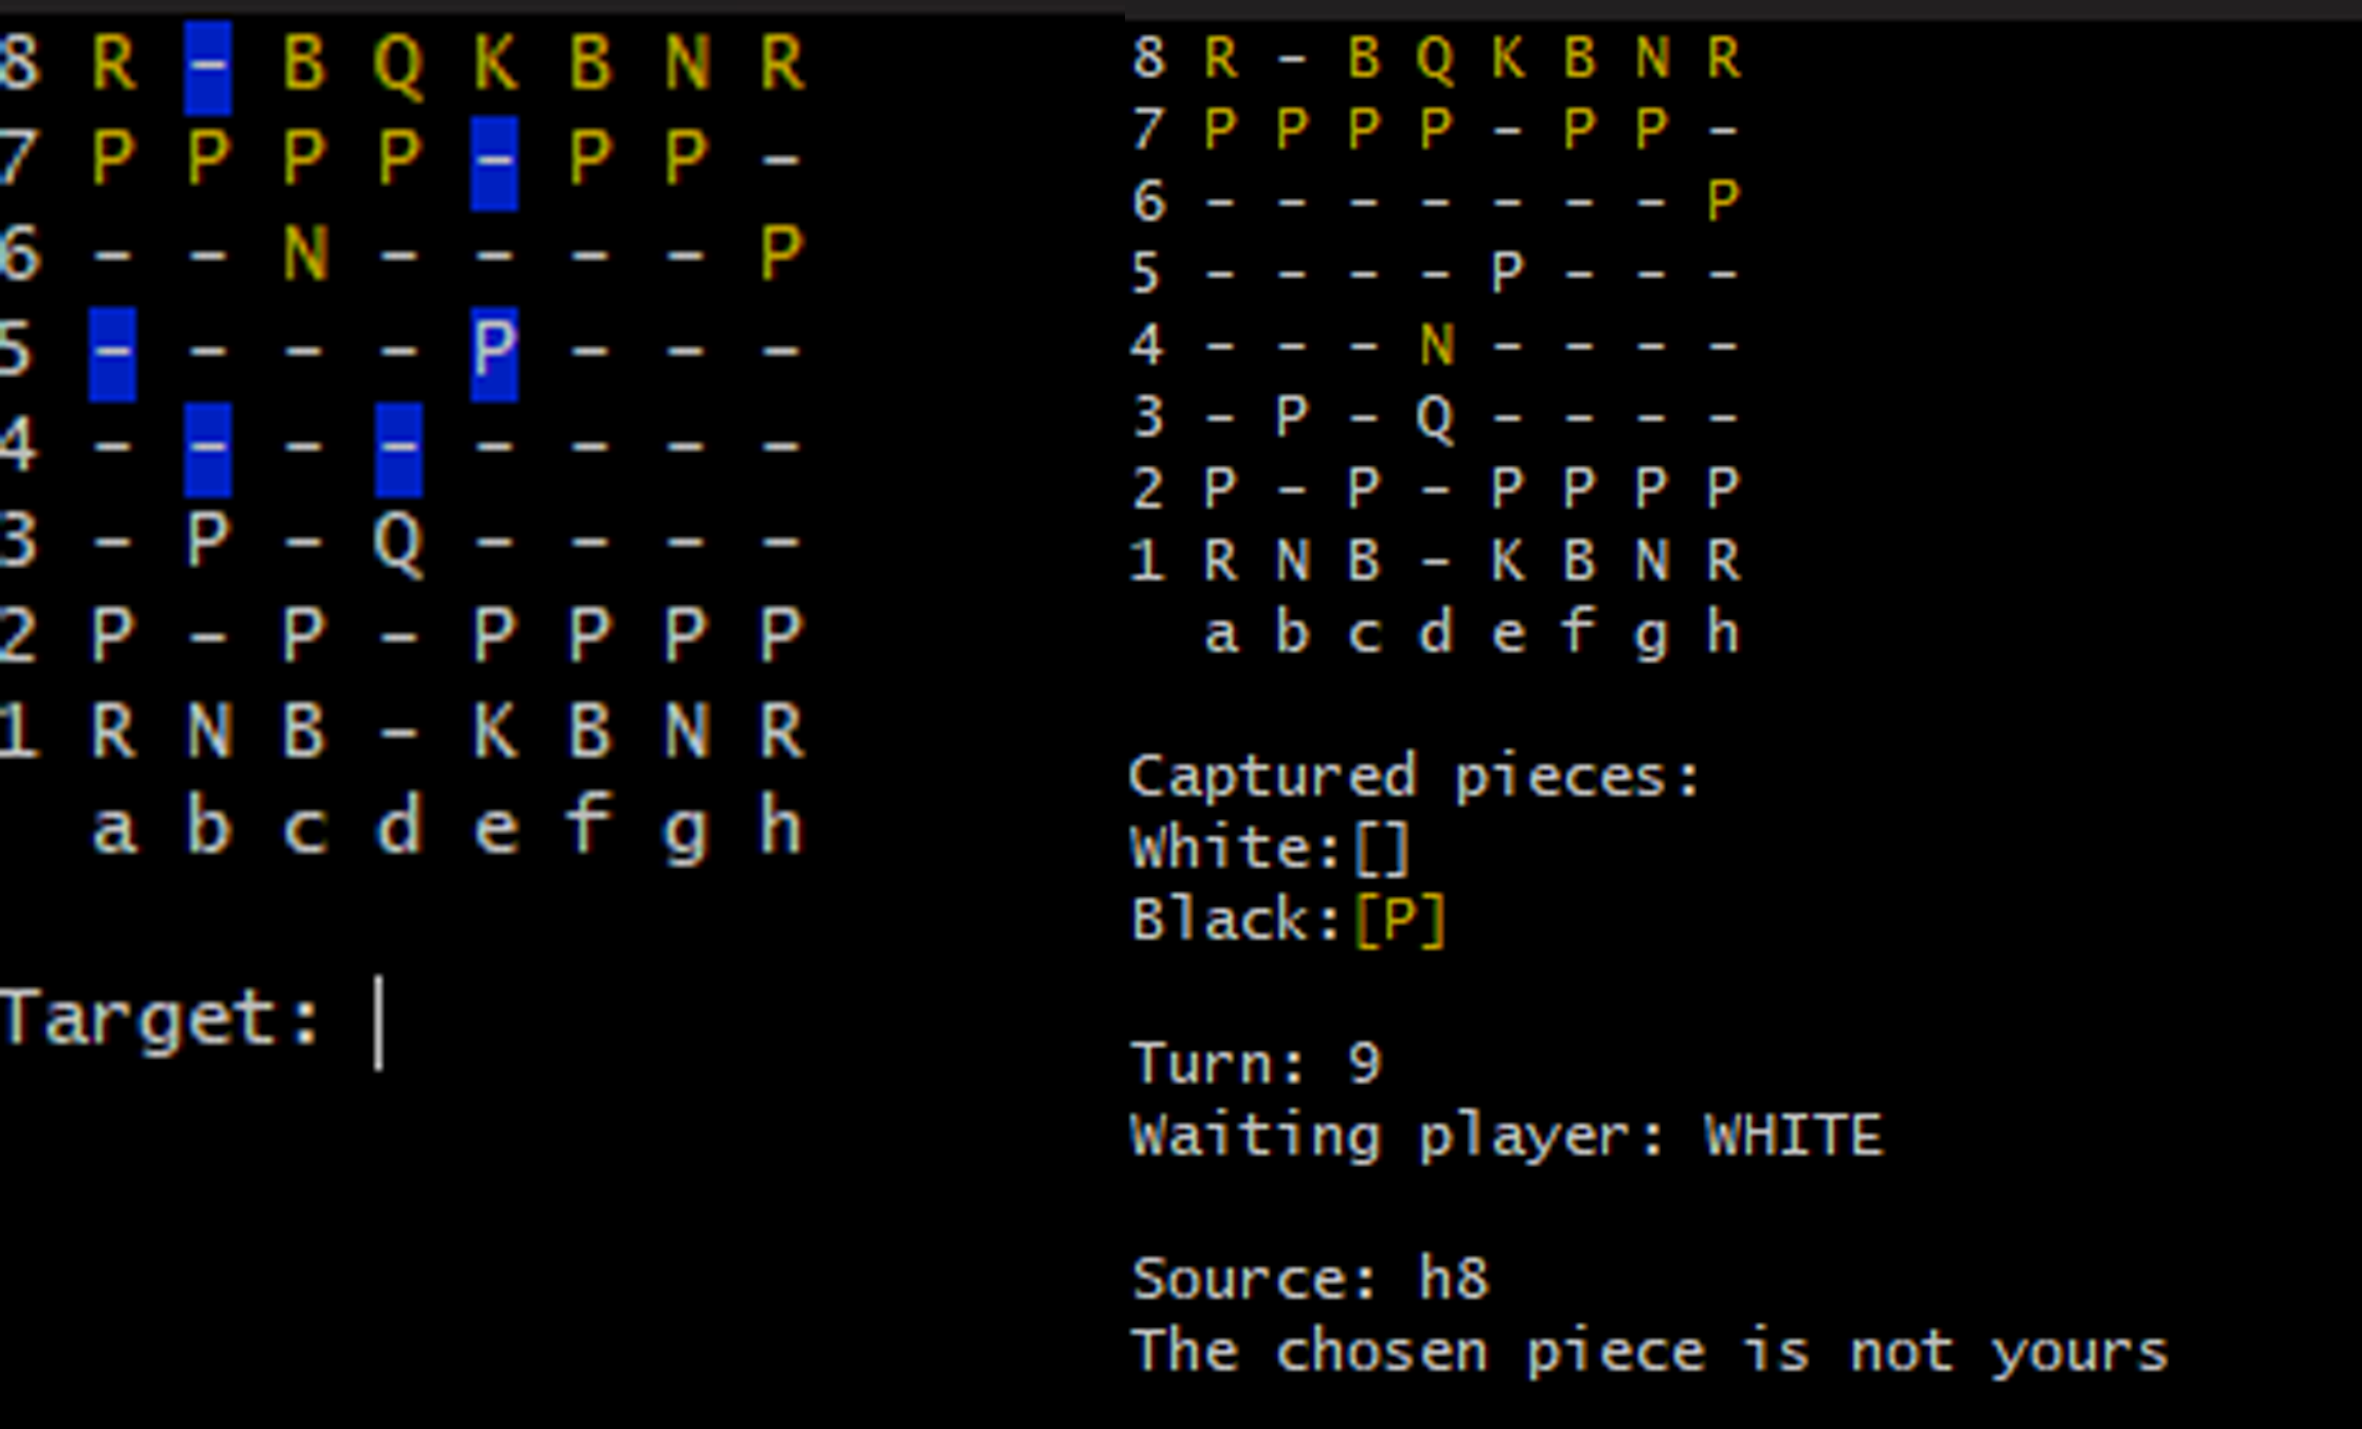 8 R - B Q K B N R
7 P P P P - P P -
6 - - N - - - - P
5 - - - - P - - -
4 - - - - - - - -
3 - P - Q - - - -
2 P - P - P P P P
1 R N B - K B N R
a b c d e f g h
Target:
8 R - B Q K B N R
7 P P P P - P P -
6 - - - - - - - P
5 - - - - P - - -
4 - - - N - - - -
3 - P - Q - - - -
2 P - P - P P P P
1 R N B - K B N R
a b c d e f g h
Captured pieces:
White:[]
Black:[P]
Turn: 9
Waiting player: WHITE
Source: h8
The chosen piece is not yours